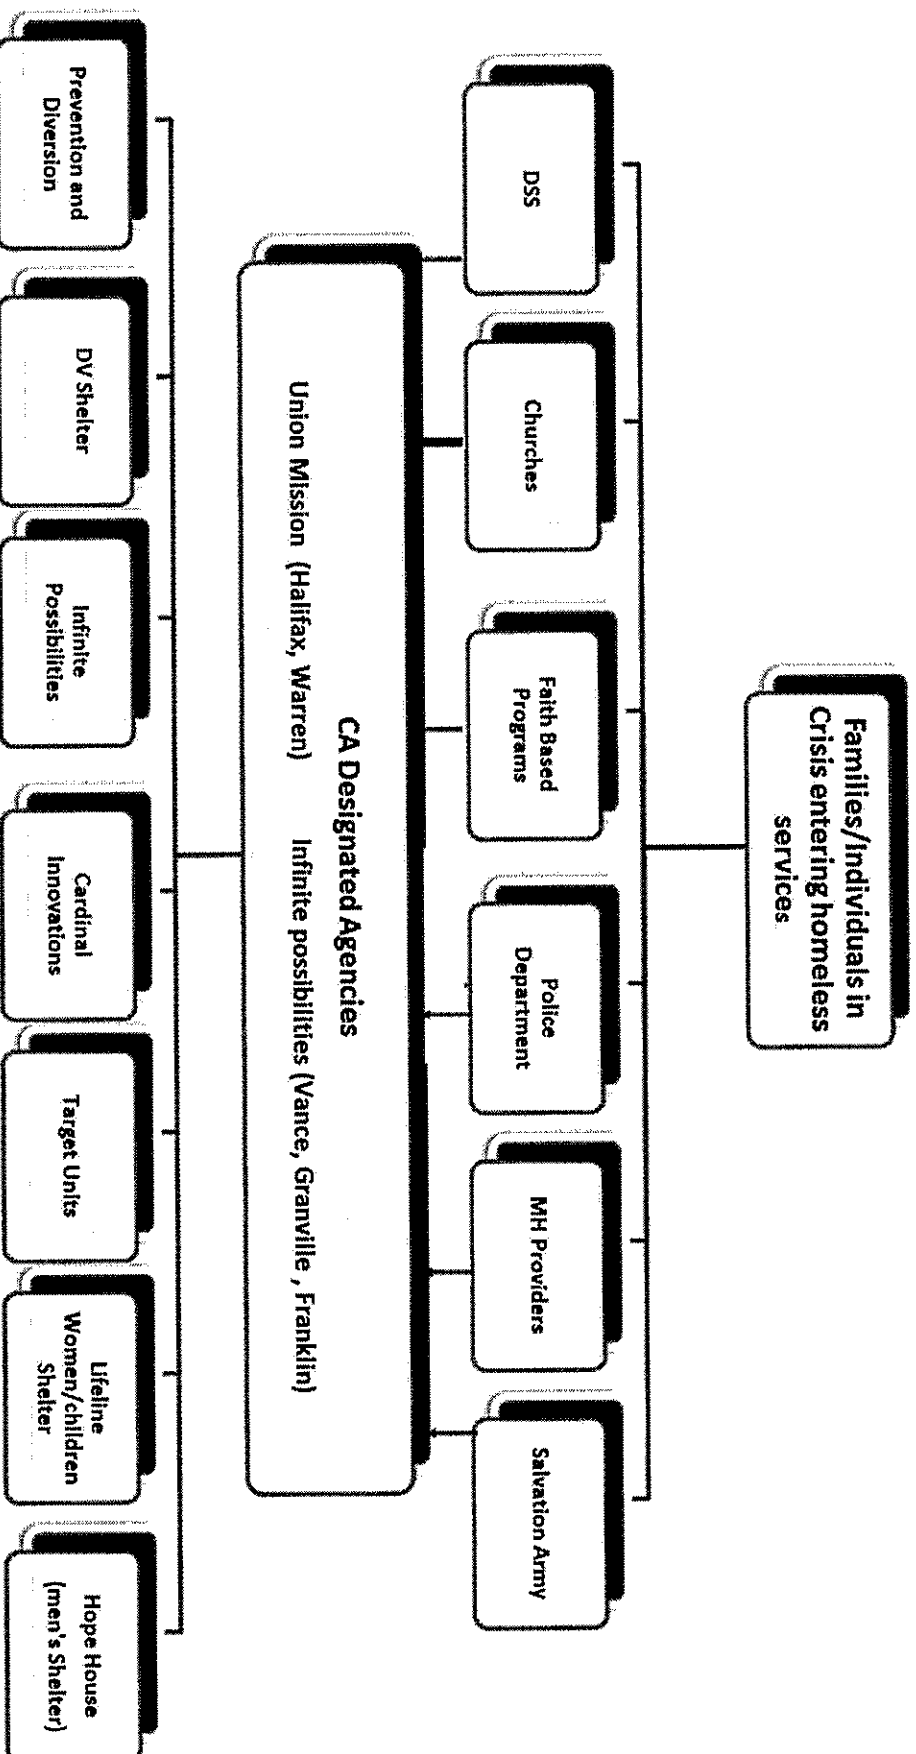 Families/Individuals in
Crisis entering homeless
services
DSS
Churches
Faith Based
Programs
Police
Department
MH Providers
Salvation Army
CA Designated Agencies
Union Mission (Halifax, Warren) Infinite possibilities (Vance, Granville , Franklin)
Prevention and
Diversion
DV Shelter
Infinite
Possibilities
Cardinal
Innovations
Target Units
Lifeline
Women/children
Shelter
Hope House
(men's Shelter)